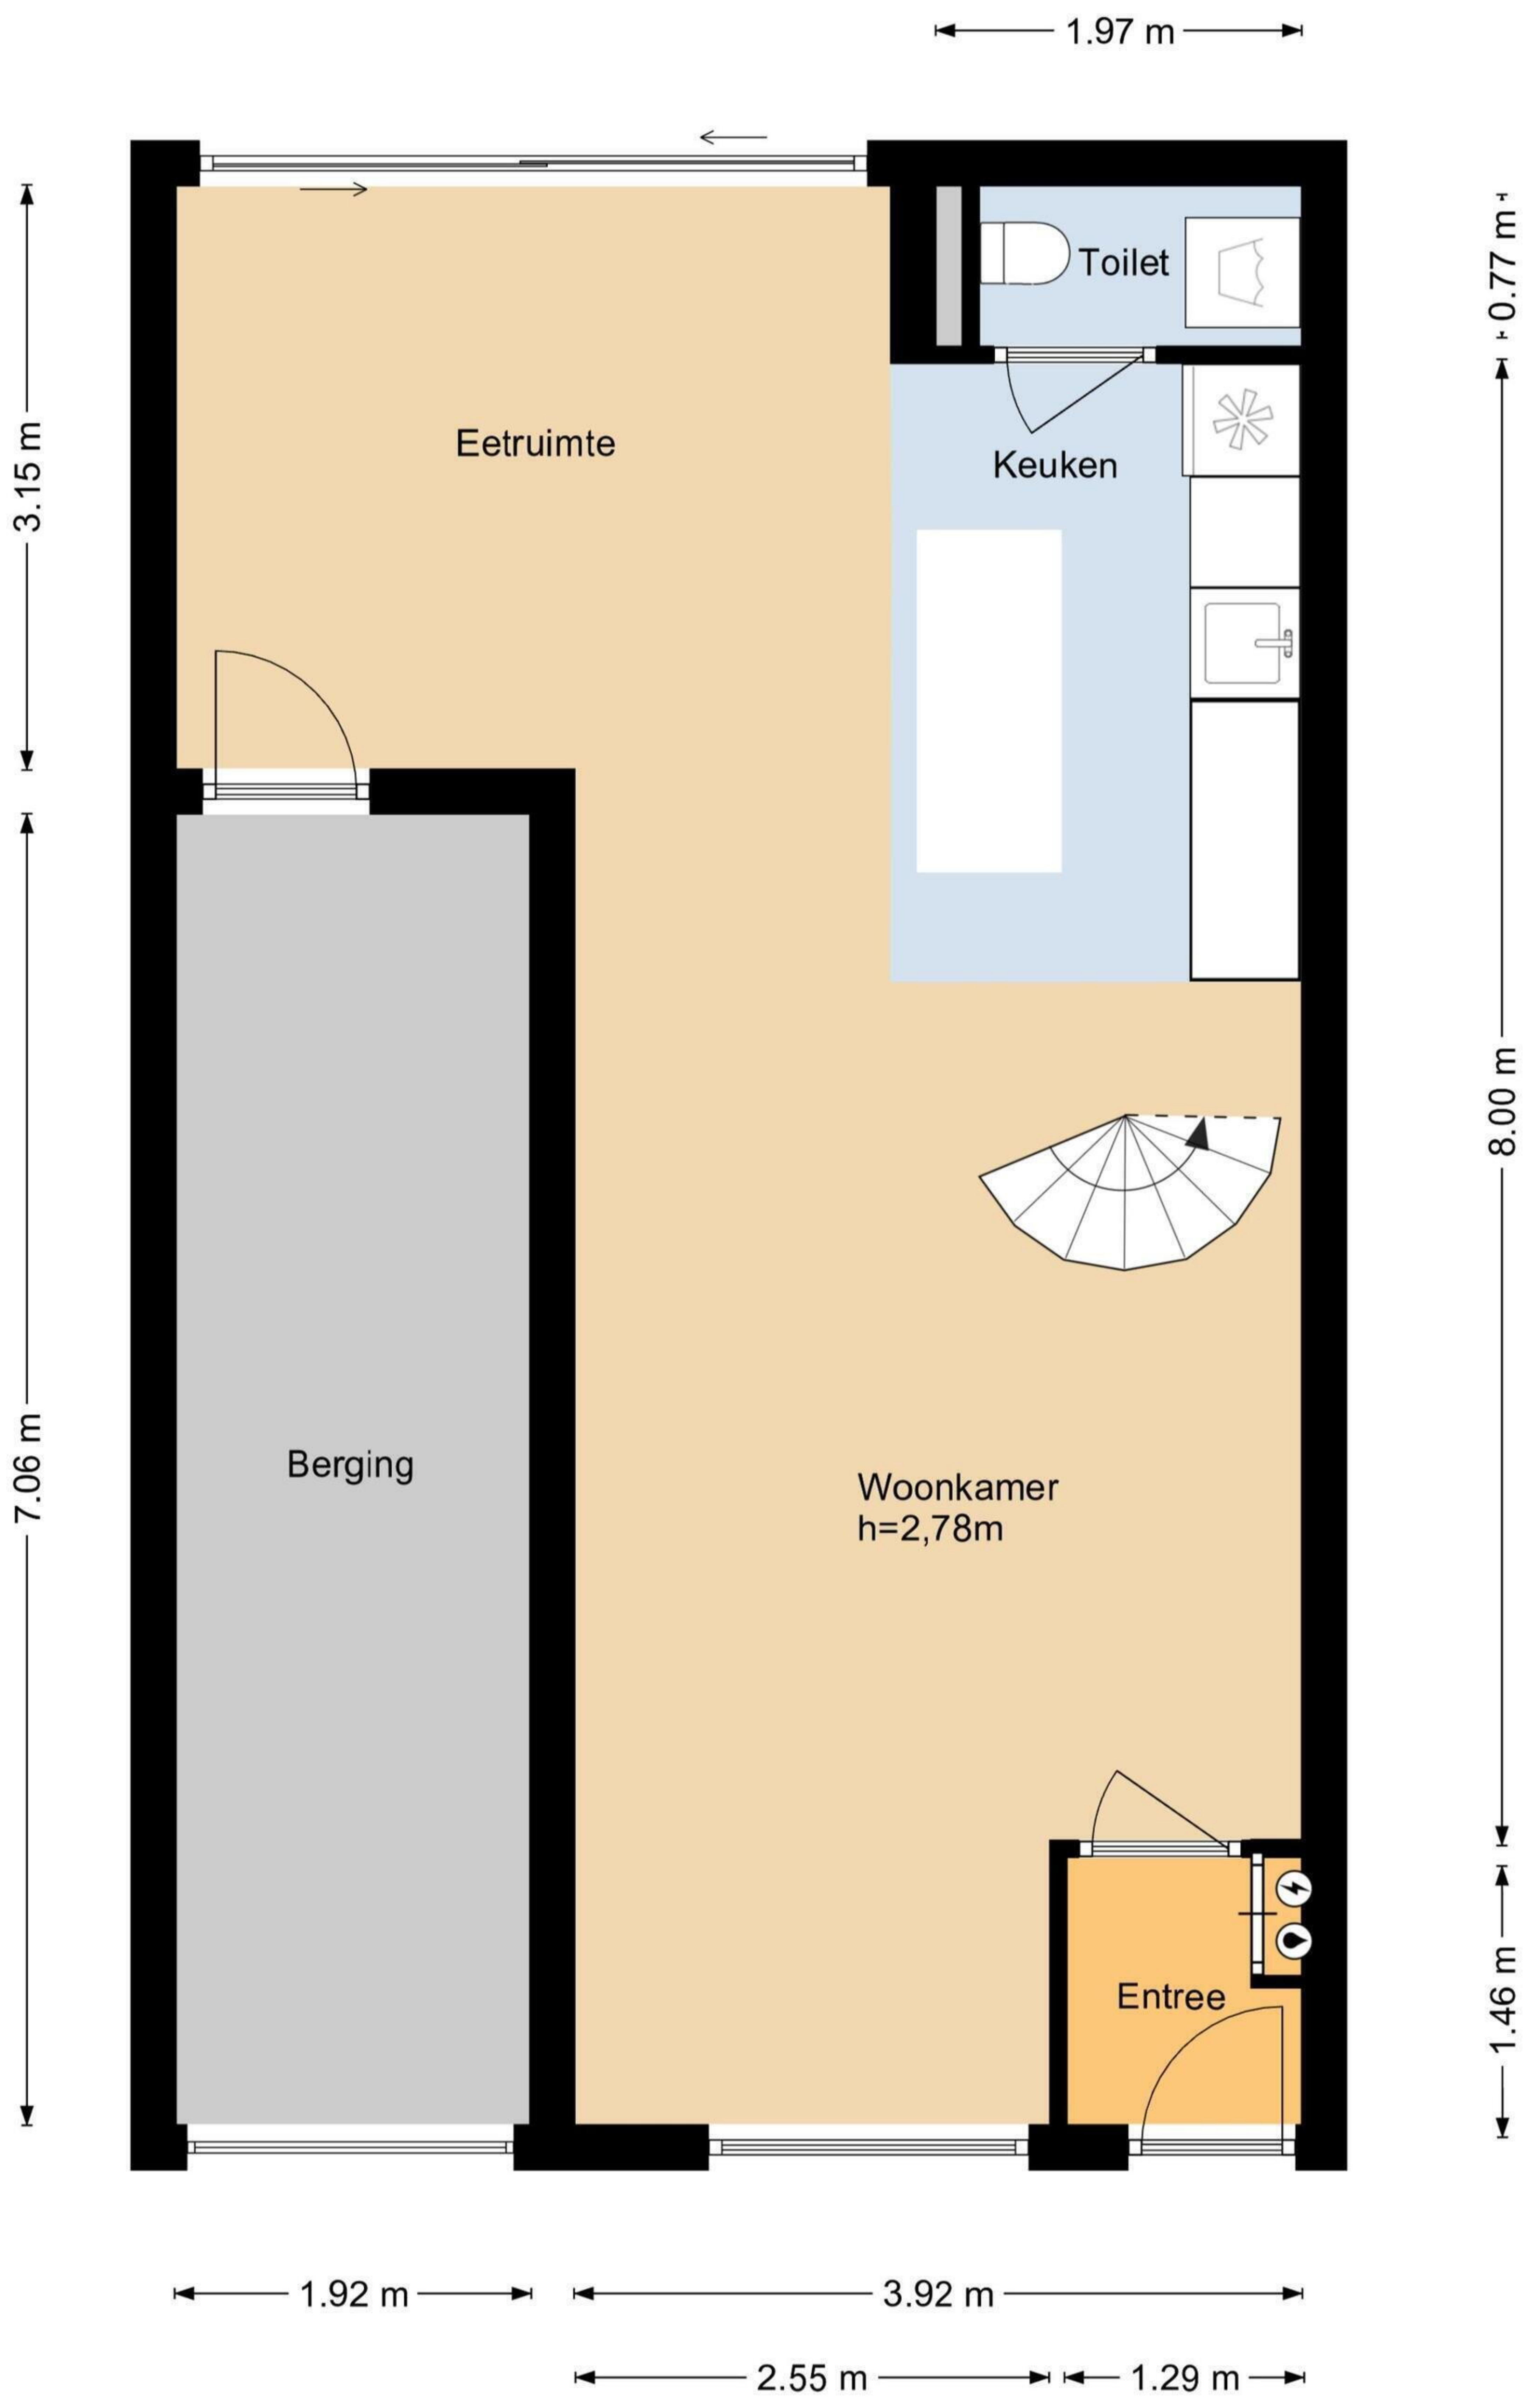 1.97 m
Toilet
0.77 m
Eetruimte
Keuken
3.15 m
8.00 m
Berging
Woonkamer
h=2,78m
7.06 m
Entree
1.46 m
1.92 m
3.92 m
2.55 m
1.29 m